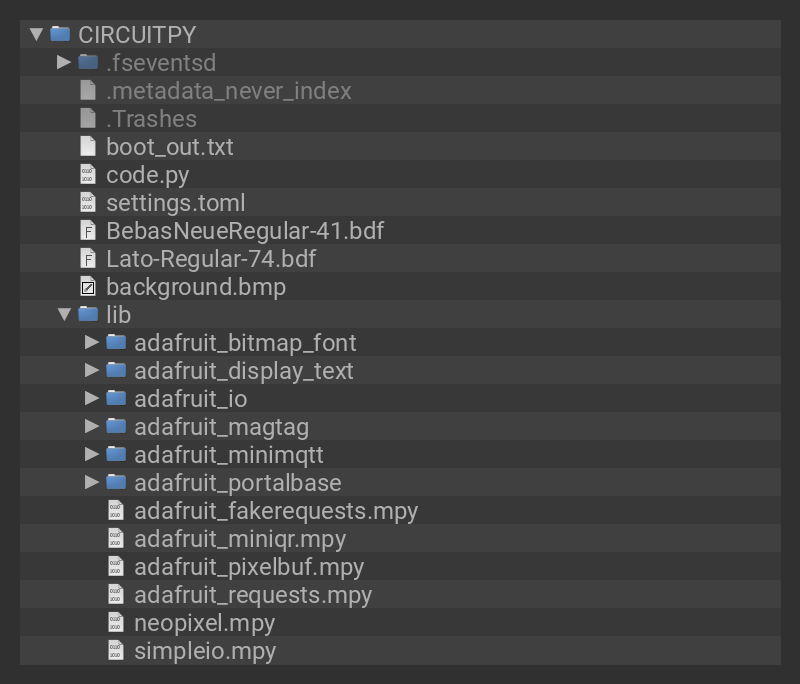 CIRCUITPY
.fseventsd
.metadata_never_index
.Trashes
boot_out.txt
code.py
settings.toml
BebasNeueRegular-41.bdf
Lato-Regular-74.bdf
background.bmp
lib
adafruit_bitmap_font
adafruit_display_text
adafruit_io
adafruit_magtag
adafruit_minimqtt
adafruit_portalbase
adafruit_fakerequests.mpy
adafruit_miniqr.mpy
adafruit_pixelbuf.mpy
adafruit_requests.mpy
neopixel.mpy
simpleio.mpy